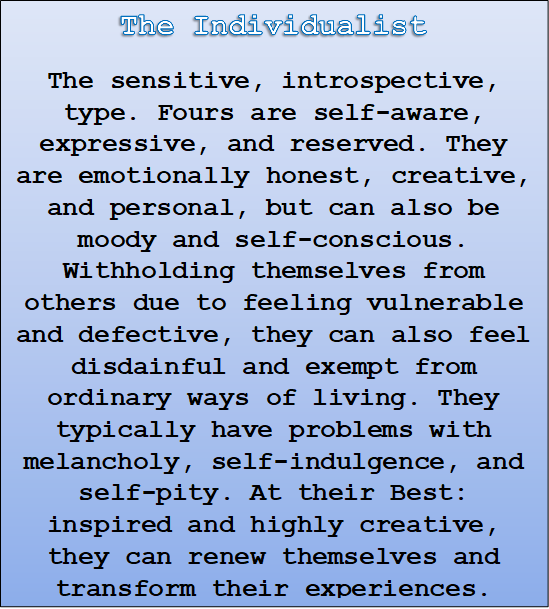 The Individualist
The sensitive, introspective,
type. Fours are self-aware,
expressive, and reserved. They
are emotionally honest, creative,
and personal, but can also be
moody and self-conscious.
Withholding themselves from
others due to feeling vulnerable
and defective, they can also feel
disdainful and exempt from
ordinary ways of living. They
typically have problems with
melancholy, self-indulgence, and
self-pity. At their Best:
inspired and highly creative,
they can renew themselves and
transform their experiences.